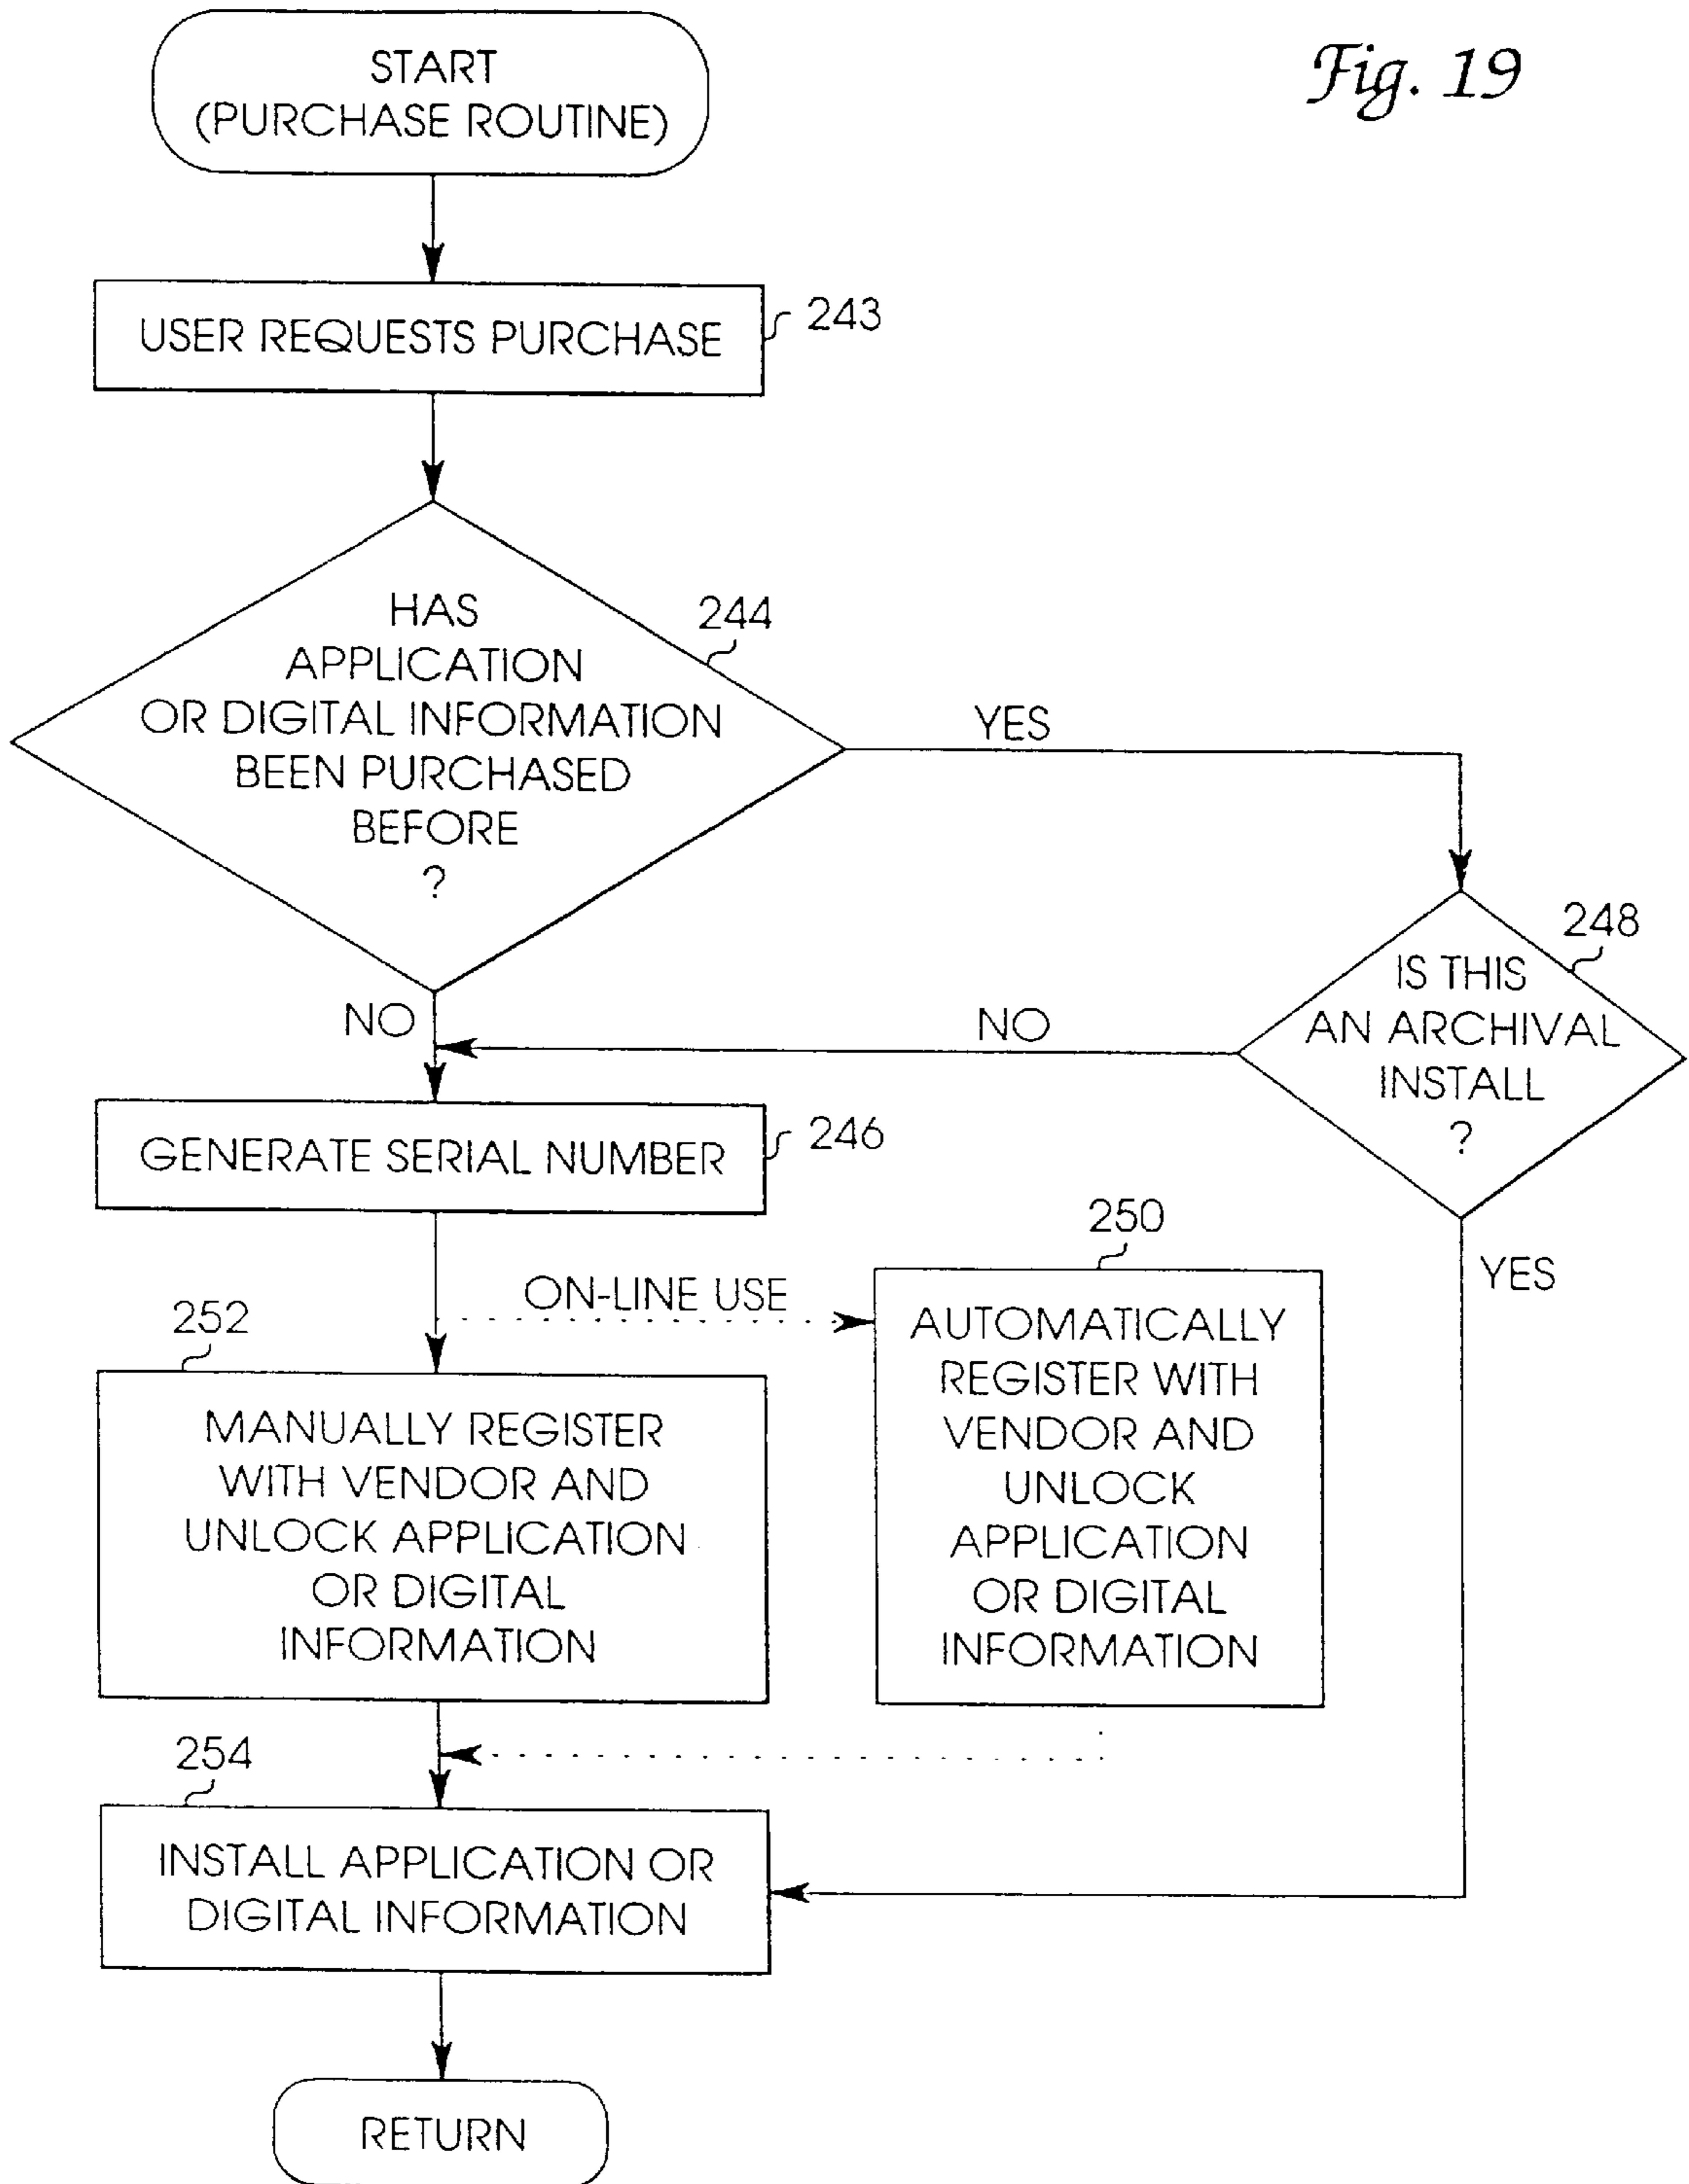 Fig. 19
START
(PURCHASE ROUTINE)
USER REQUESTS PURCHASE
243
HAS
APPLICATION
OR DIGITAL INFORMATION
BEEN PURCHASED
BEFORE
?
244
YES
248
IS THIS
AN ARCHIVAL
INSTALL
?
NO
NO
YES
GENERATE SERIAL NUMBER
246
ON-LINE USE
250
AUTOMATICALLY
REGISTER WITH
VENDOR AND
UNLOCK
APPLICATION
OR DIGITAL
INFORMATION
252
MANUALLY REGISTER
WITH VENDOR AND
UNLOCK APPLICATION
OR DIGITAL
INFORMATION
254
INSTALL APPLICATION OR
DIGITAL INFORMATION
RETURN